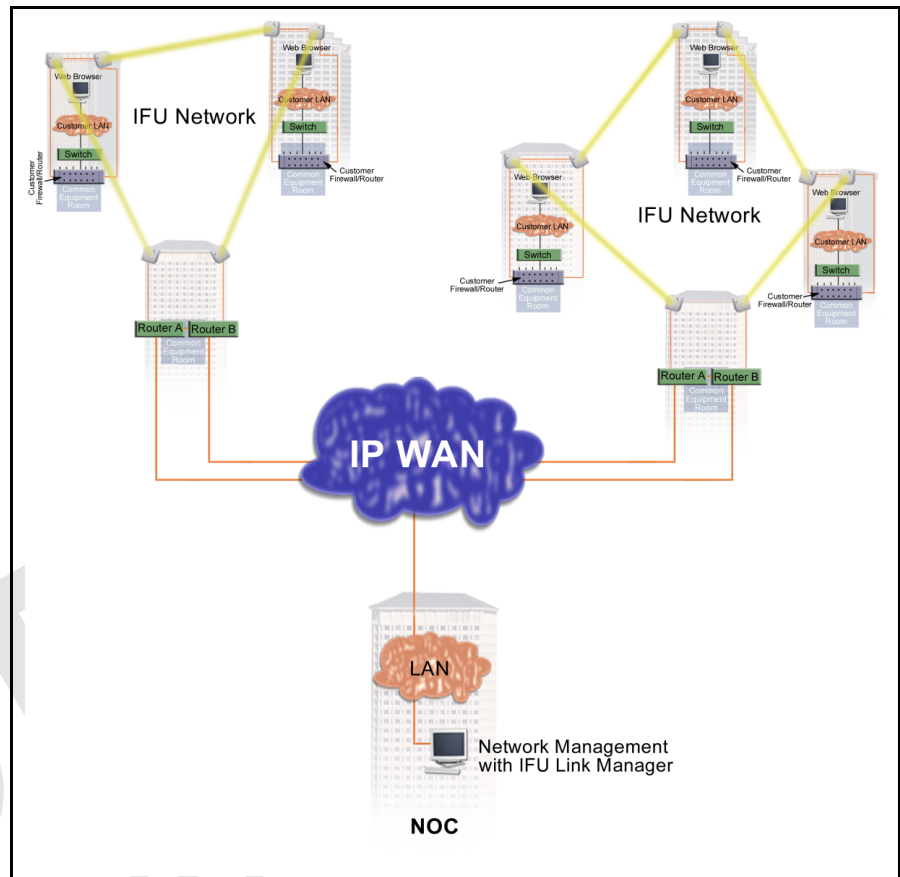 Web Browser
Customer LAN
Switch
Customer
Firewall/Router
Common
Equipment
Room
IFU Network
Web Browser
Customer LAN
Switch
Customer
Firewall/Router
Common
Equipment
Room
Router A
Router B
Common
Equipment
Room
Web Browser
Customer LAN
Switch
Customer
Firewall/Router
Common
Equipment
Room
IFU Network
Web Browser
Customer LAN
Switch
Customer
Firewall/Router
Common
Equipment
Room
Web Browser
Customer LAN
Switch
Customer
Firewall/Router
Common
Equipment
Room
Router A
Router B
Common
Equipment
Room
IP WAN
LAN
Network Management
with IFU Link Manager
NOC